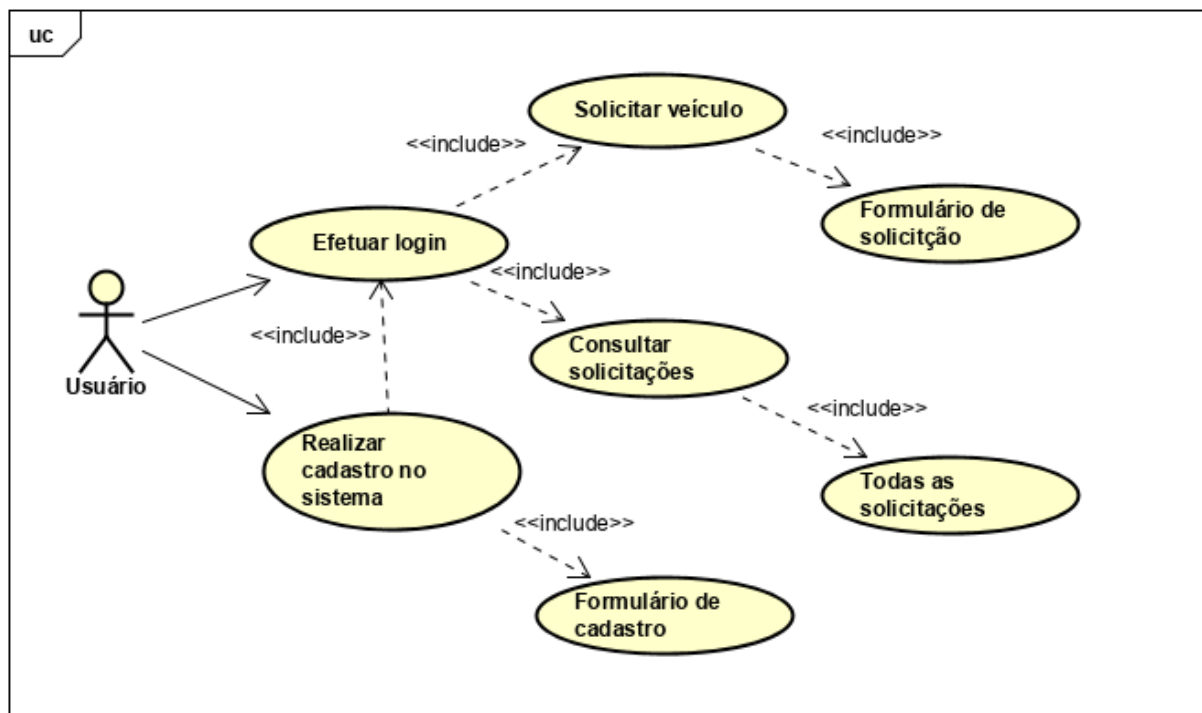 uc
Solicitar veículo
<<include>>
<<include>>
Formulário de
solicitção
Efetuar login
<<include>>
<<include>>
Usuário
Consultar
solicitações
<<include>>
Realizar
cadastro no
sistema
Todas as
solicitações
<<include>>
Formulário de
cadastro